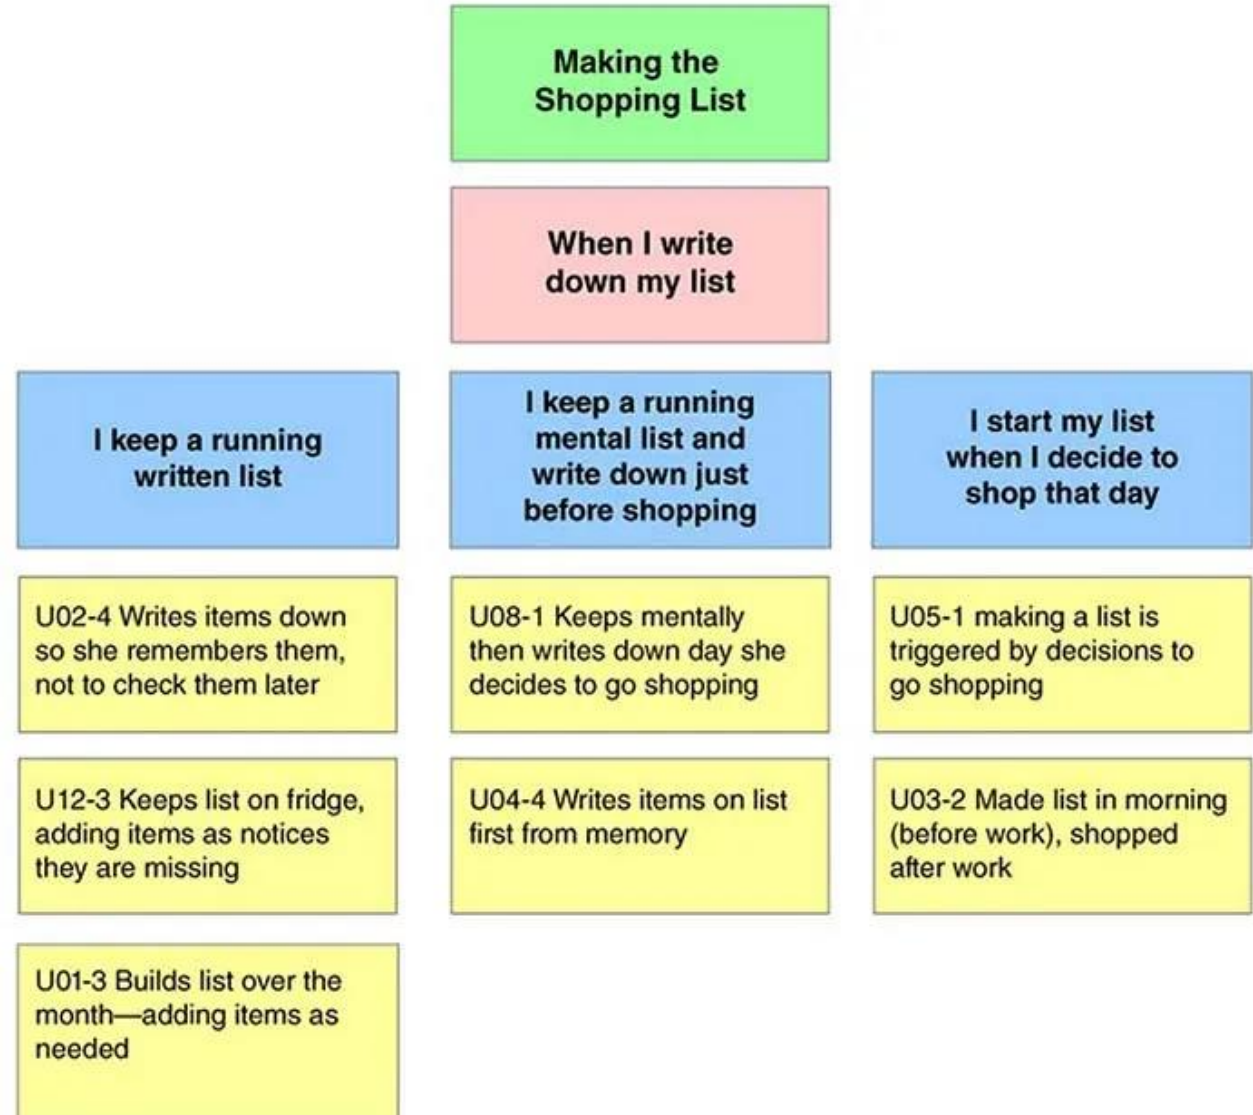 Making the
Shopping List
When I write
down my list
I keep a running
written list
I keep a running
mental list and
write down just
before shopping
I start my list
when I decide to
shop that day
U02-4 Writes items down
so she remembers them,
not to check them later
U08-1 Keeps mentally
then writes down day she
decides to go shopping
U05-1 making a list is
triggered by decisions to
go shopping
U12-3 Keeps list on fridge,
adding items as notices
they are missing
U04-4 Writes items on list
first from memory
U03-2 Made list in morning
(before work), shopped
after work
U01-3 Builds list over the
month—adding items as
needed